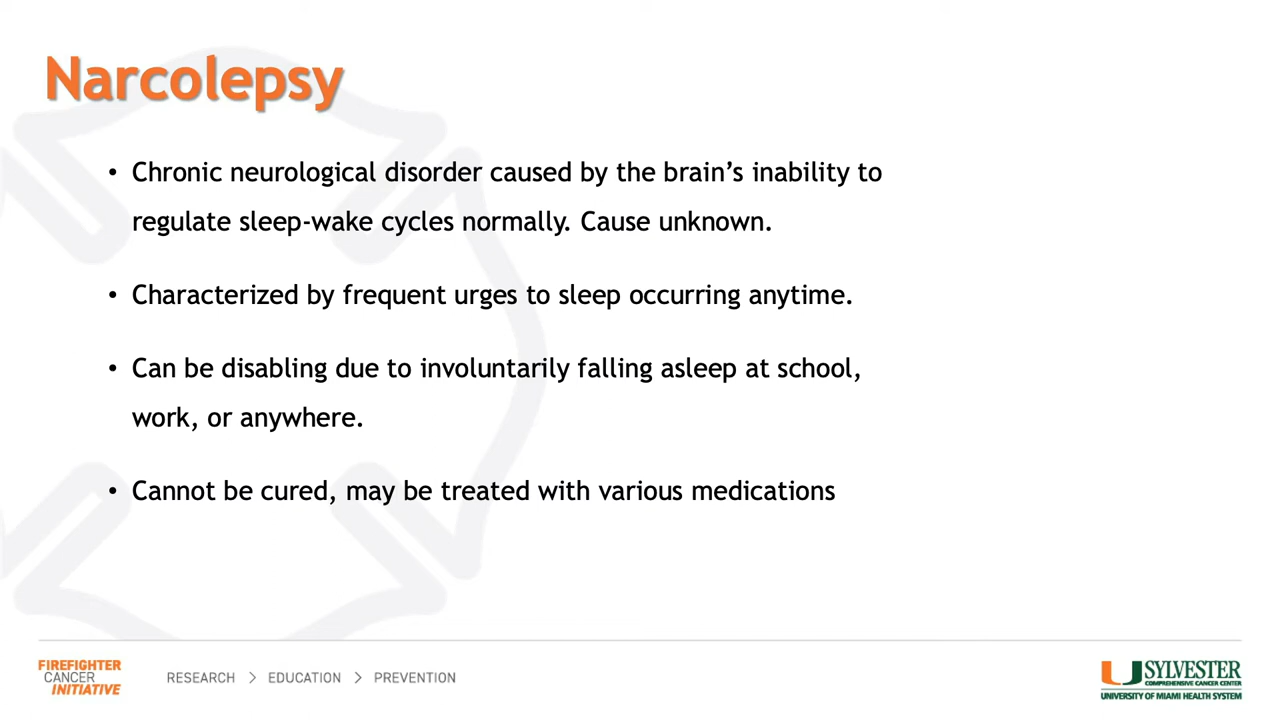 Narcolepsy
• Chronic neurological disorder caused by the brain’s inability to
regulate sleep-wake cycles normally. Cause unknown.
• Characterized by frequent urges to sleep occurring anytime.
• Can be disabling due to involuntarily falling asleep at school,
work, or anywhere.
• Cannot be cured, may be treated with various medications
FIREFIGHTER
CANCER
INITIATIVE
RESEARCH > EDUCATION > PREVENTION
SYLVESTER
COMPREHENSIVE CANCER CENTER
UNIVERSITY OF MIAMI HEALTH SYSTEM